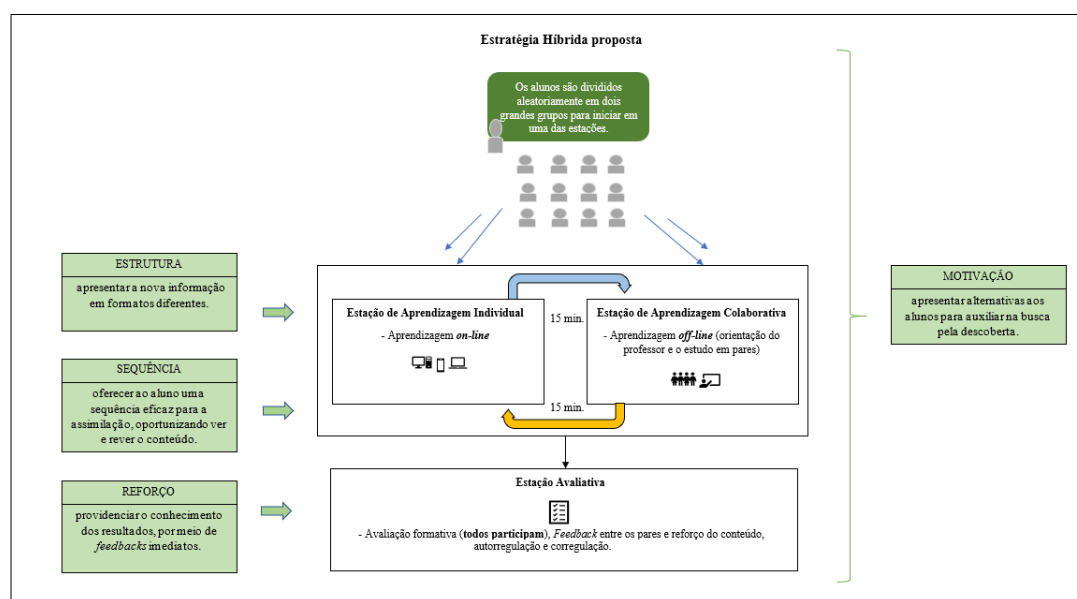 Estratégia Híbrida proposta
Os alunos são divididos
aleatoriamente em dois
grandes grupos para iniciar em
uma das estações.
ESTRUTURA
apresentar a nova informação
em formatos diferentes.
SEQUÊNCIA
oferecer ao aluno uma
sequência eficaz para a
assimilação, oportunizando ver
e rever o conteúdo.
REFORÇO
providenciar o conhecimento
dos resultados, por meio de
feedbacks imediatos.
Estação de Aprendizagem Individual
- Aprendizagem on-line
15 min.
15 min.
Estação de Aprendizagem Colaborativa
- Aprendizagem off-line (orientação do
professor e o estudo em pares)
Estação Avaliativa
- Avaliação formativa (todos participam), Feedback entre os pares e reforço do conteúdo,
autorregulação e corregulação.
MOTIVAÇÃO
apresentar alternativas aos
alunos para auxiliar na busca
pela descoberta.